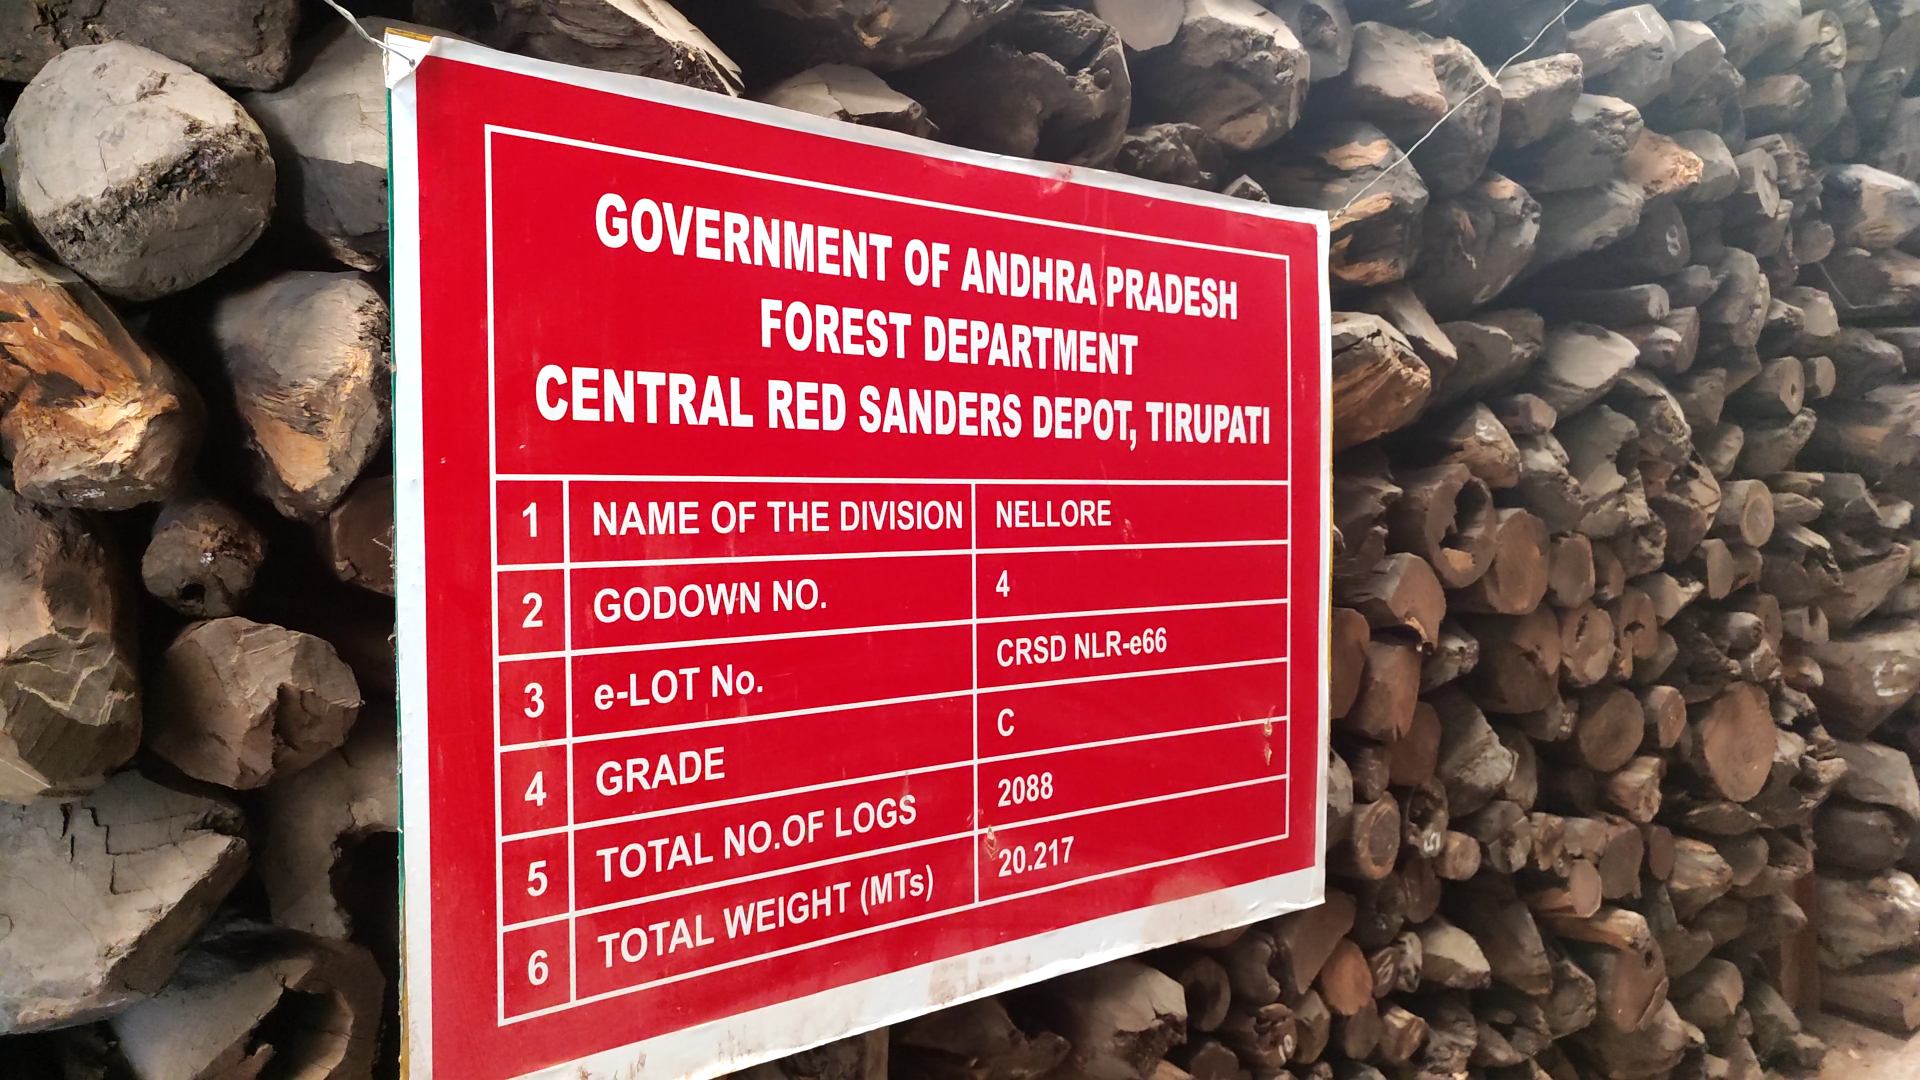 GOVERNMENT OF ANDHRA PRADESH
FOREST DEPARTMENT
CENTRAL RED SANDERS DEPOT, TIRUPATI
1 NAME OF THE DIVISION NELLORE
2 GODOWN NO. 4
3 e-LOT No. CRSD NLR-e66
4 GRADE C
5 TOTAL NO.OF LOGS 2088
6 TOTAL WEIGHT (MTs) 20.217